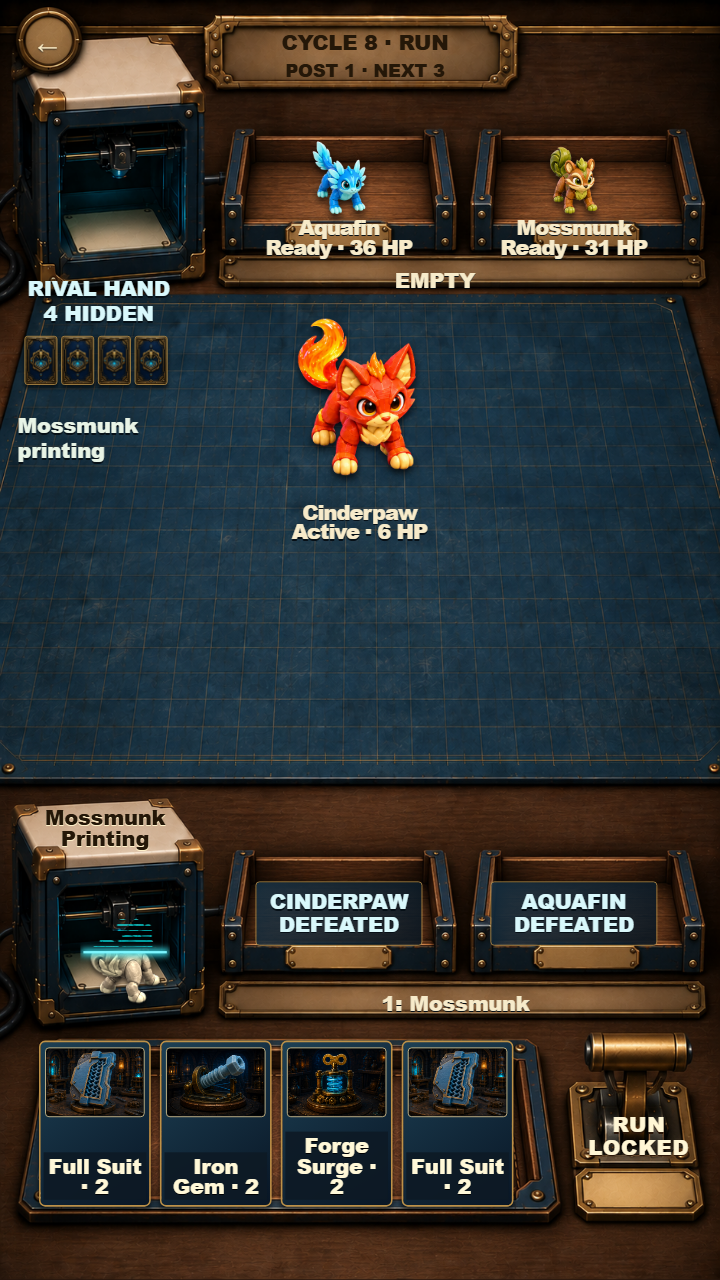 ←
CYCLE 8 · RUN
POST 1 · NEXT 3
Aquafin
Ready · 36 HP
Mossmunk
Ready · 31 HP
EMPTY
RIVAL HAND
4 HIDDEN
Mossmunk
printing
Cinderpaw
Active · 6 HP
Mossmunk
Printing
CINDERPAW
DEFEATED
AQUAFIN
DEFEATED
1: Mossmunk
Full Suit
· 2
Iron
Gem · 2
Forge
Surge ·
2
Full Suit
· 2
RUN
LOCKED